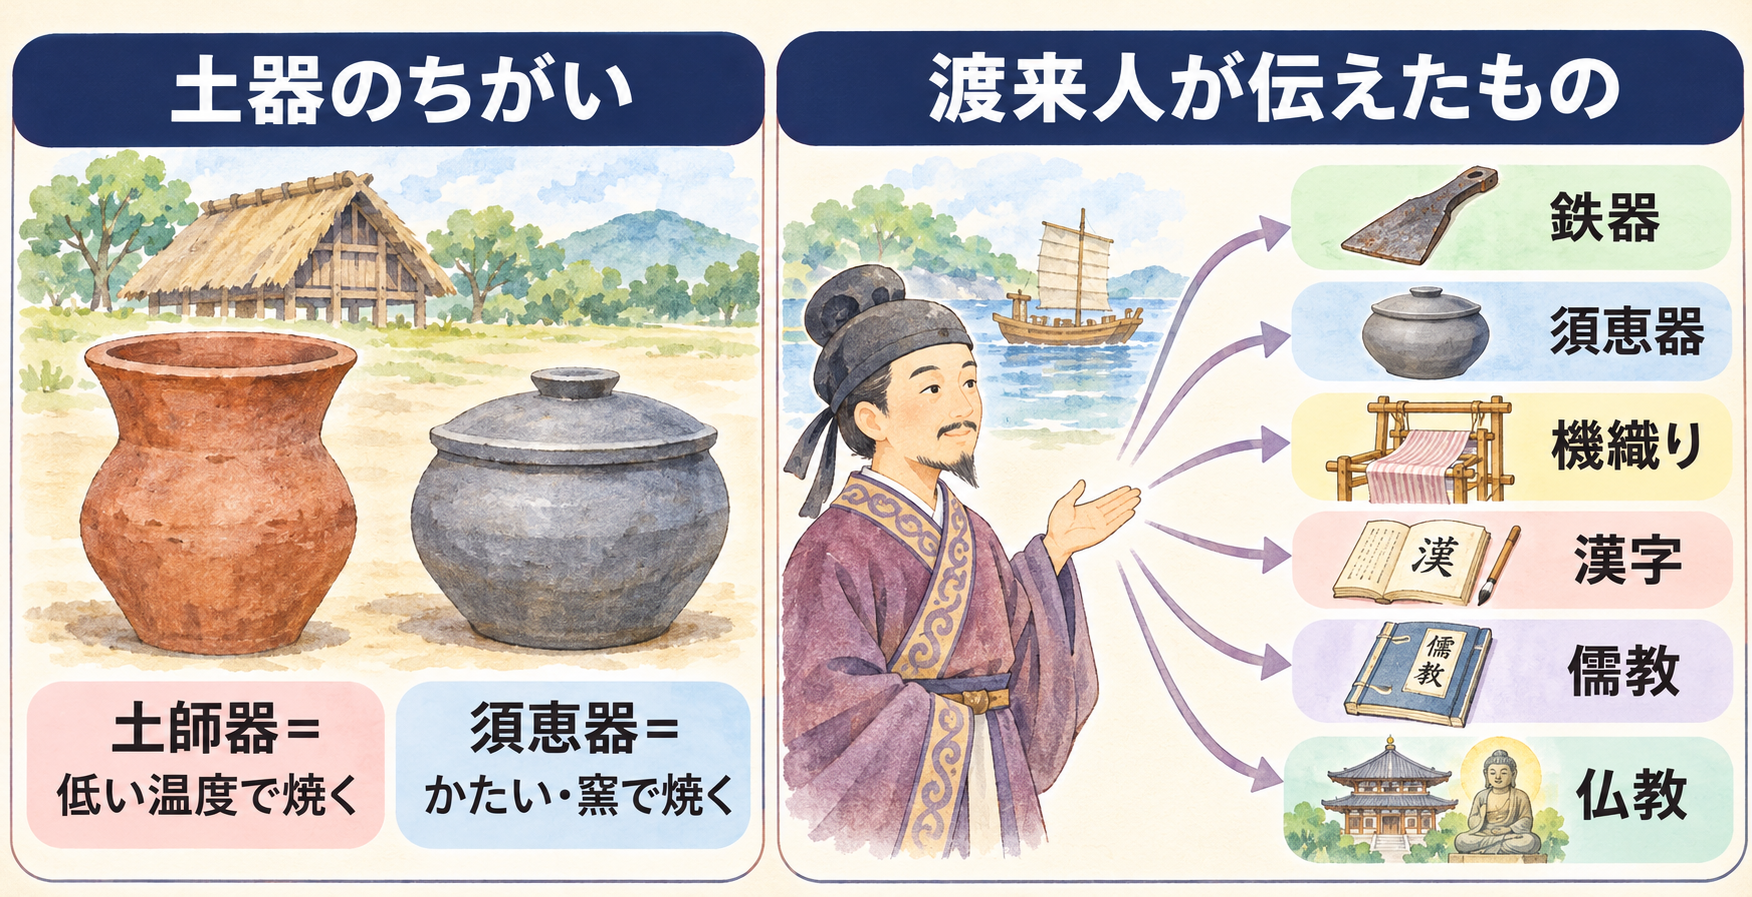 土器のちがい
土師器＝
低い温度で焼く
須恵器＝
かたい・窯で焼く
渡来人が伝えたもの
鉄器
須恵器
機織り
漢
漢字
儒教
儒教
仏教